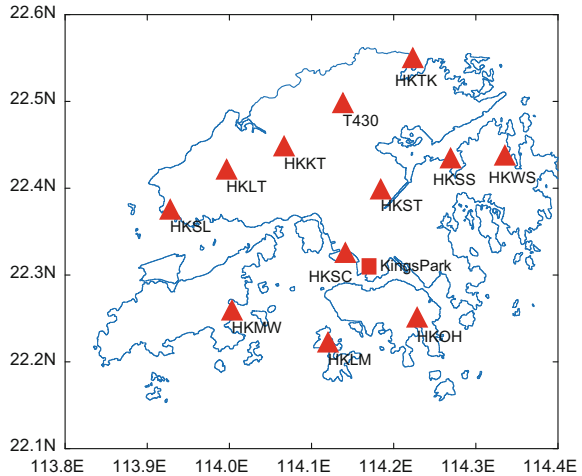 22.6N
HKTK
22.5N
T430
HKKT
HKSS
HKWS
HKLT
22.4N
HKST
HKSL
22.3N
HKSC
KingsPark
HKMW
HKOH
22.2N
HKLM
22.1N
113.8E 113.9E 114.0E 114.1E 114.2E 114.3E 114.4E